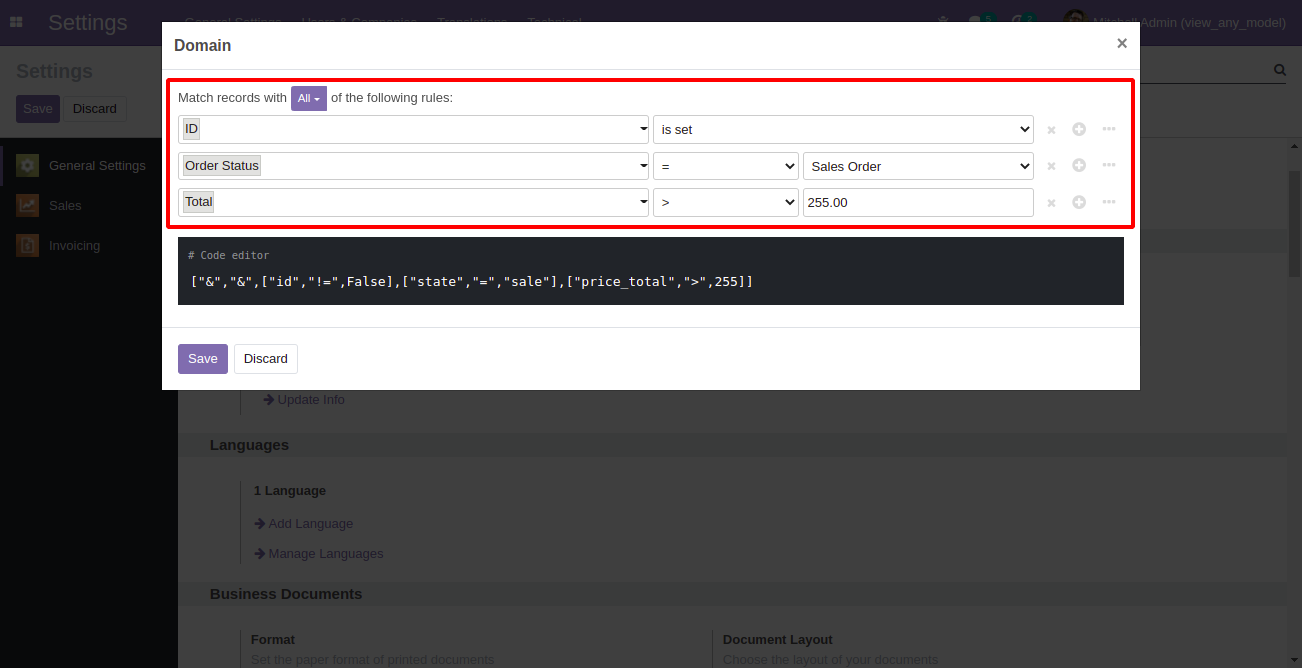 Settings
General Settings Users & Companies Translations Technical
5 2 Mitchell Admin (view_any_model)
Domain ×
Settings
Save Discard
Match records with All of the following rules:
ID is set
Order Status = Sales Order
Total > 255.00
# Code editor
["&","&",["id","!=",False],["state","=","sale"],["price_total",">",255]]
Save Discard
General Settings
Sales
Invoicing
Update Info
Languages
1 Language
Add Language
Manage Languages
Business Documents
Format Document Layout
Set the paper format of printed documents Choose the layout of your documents